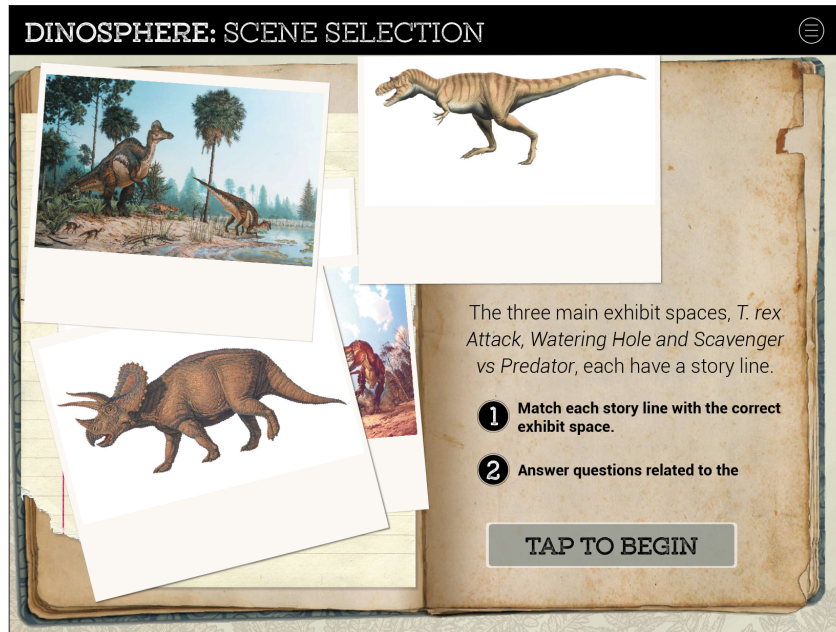 DINOSPHERE: SCENE SELECTION
The three main exhibit spaces, T. rex
Attack, Watering Hole and Scavenger
vs Predator, each have a story line.
1 Match each story line with the correct
exhibit space.
2 Answer questions related to the
TAP TO BEGIN